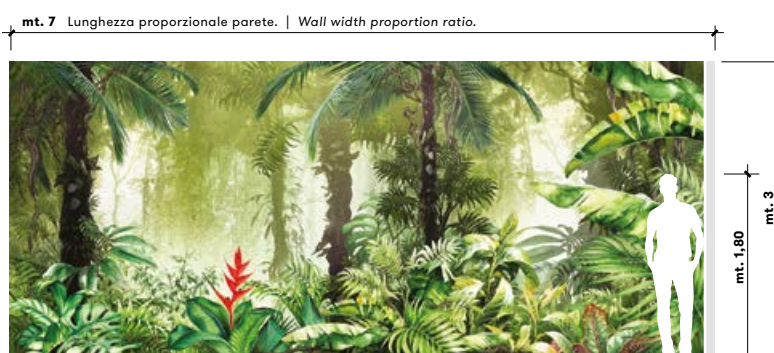 mt. 7 Lunghezza proporzionale parete. | Wall width proportion ratio.
mt. 1,80
mt. 3